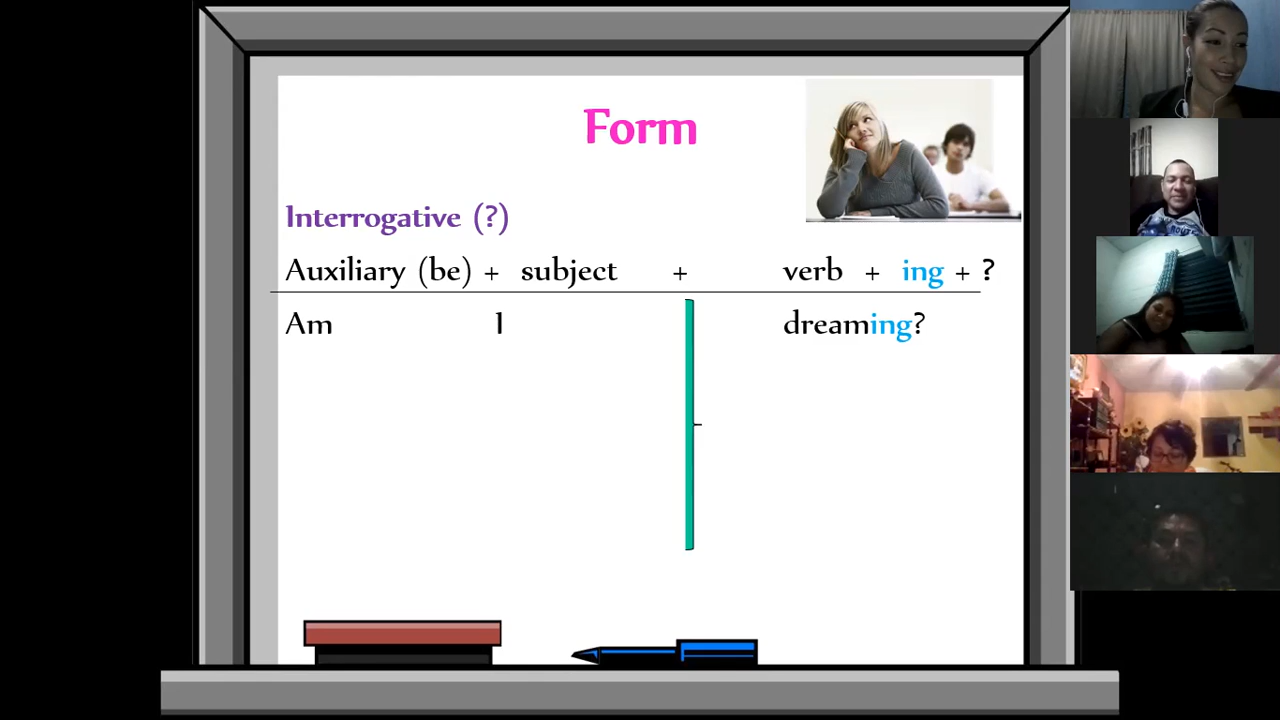 Form
Interrogative (?)
Auxiliary (be) + subject + verb + ing + ?
Am I dreaming?